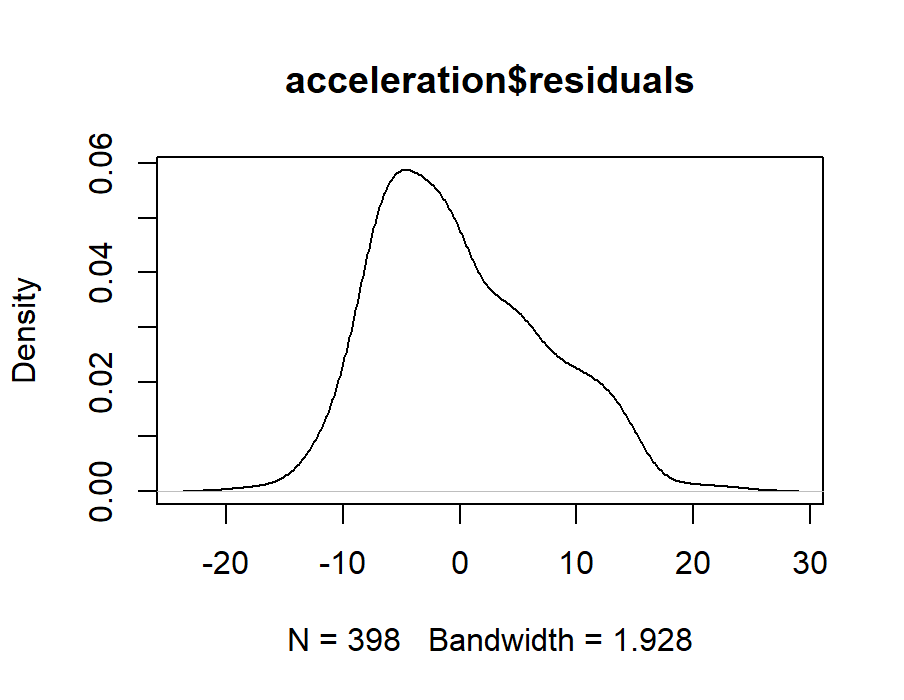 acceleration$residuals
Density
0.06
0.04
0.02
0.00
-20 -10 0 10 20 30
N = 398 Bandwidth = 1.928